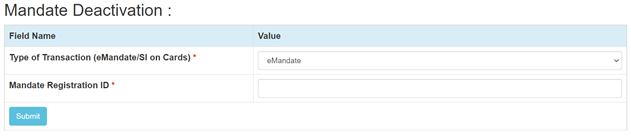 Mandate Deactivation :
Field Name Value
Type of Transaction (eMandate/SI on Cards) * eMandate
Mandate Registration ID *
Submit